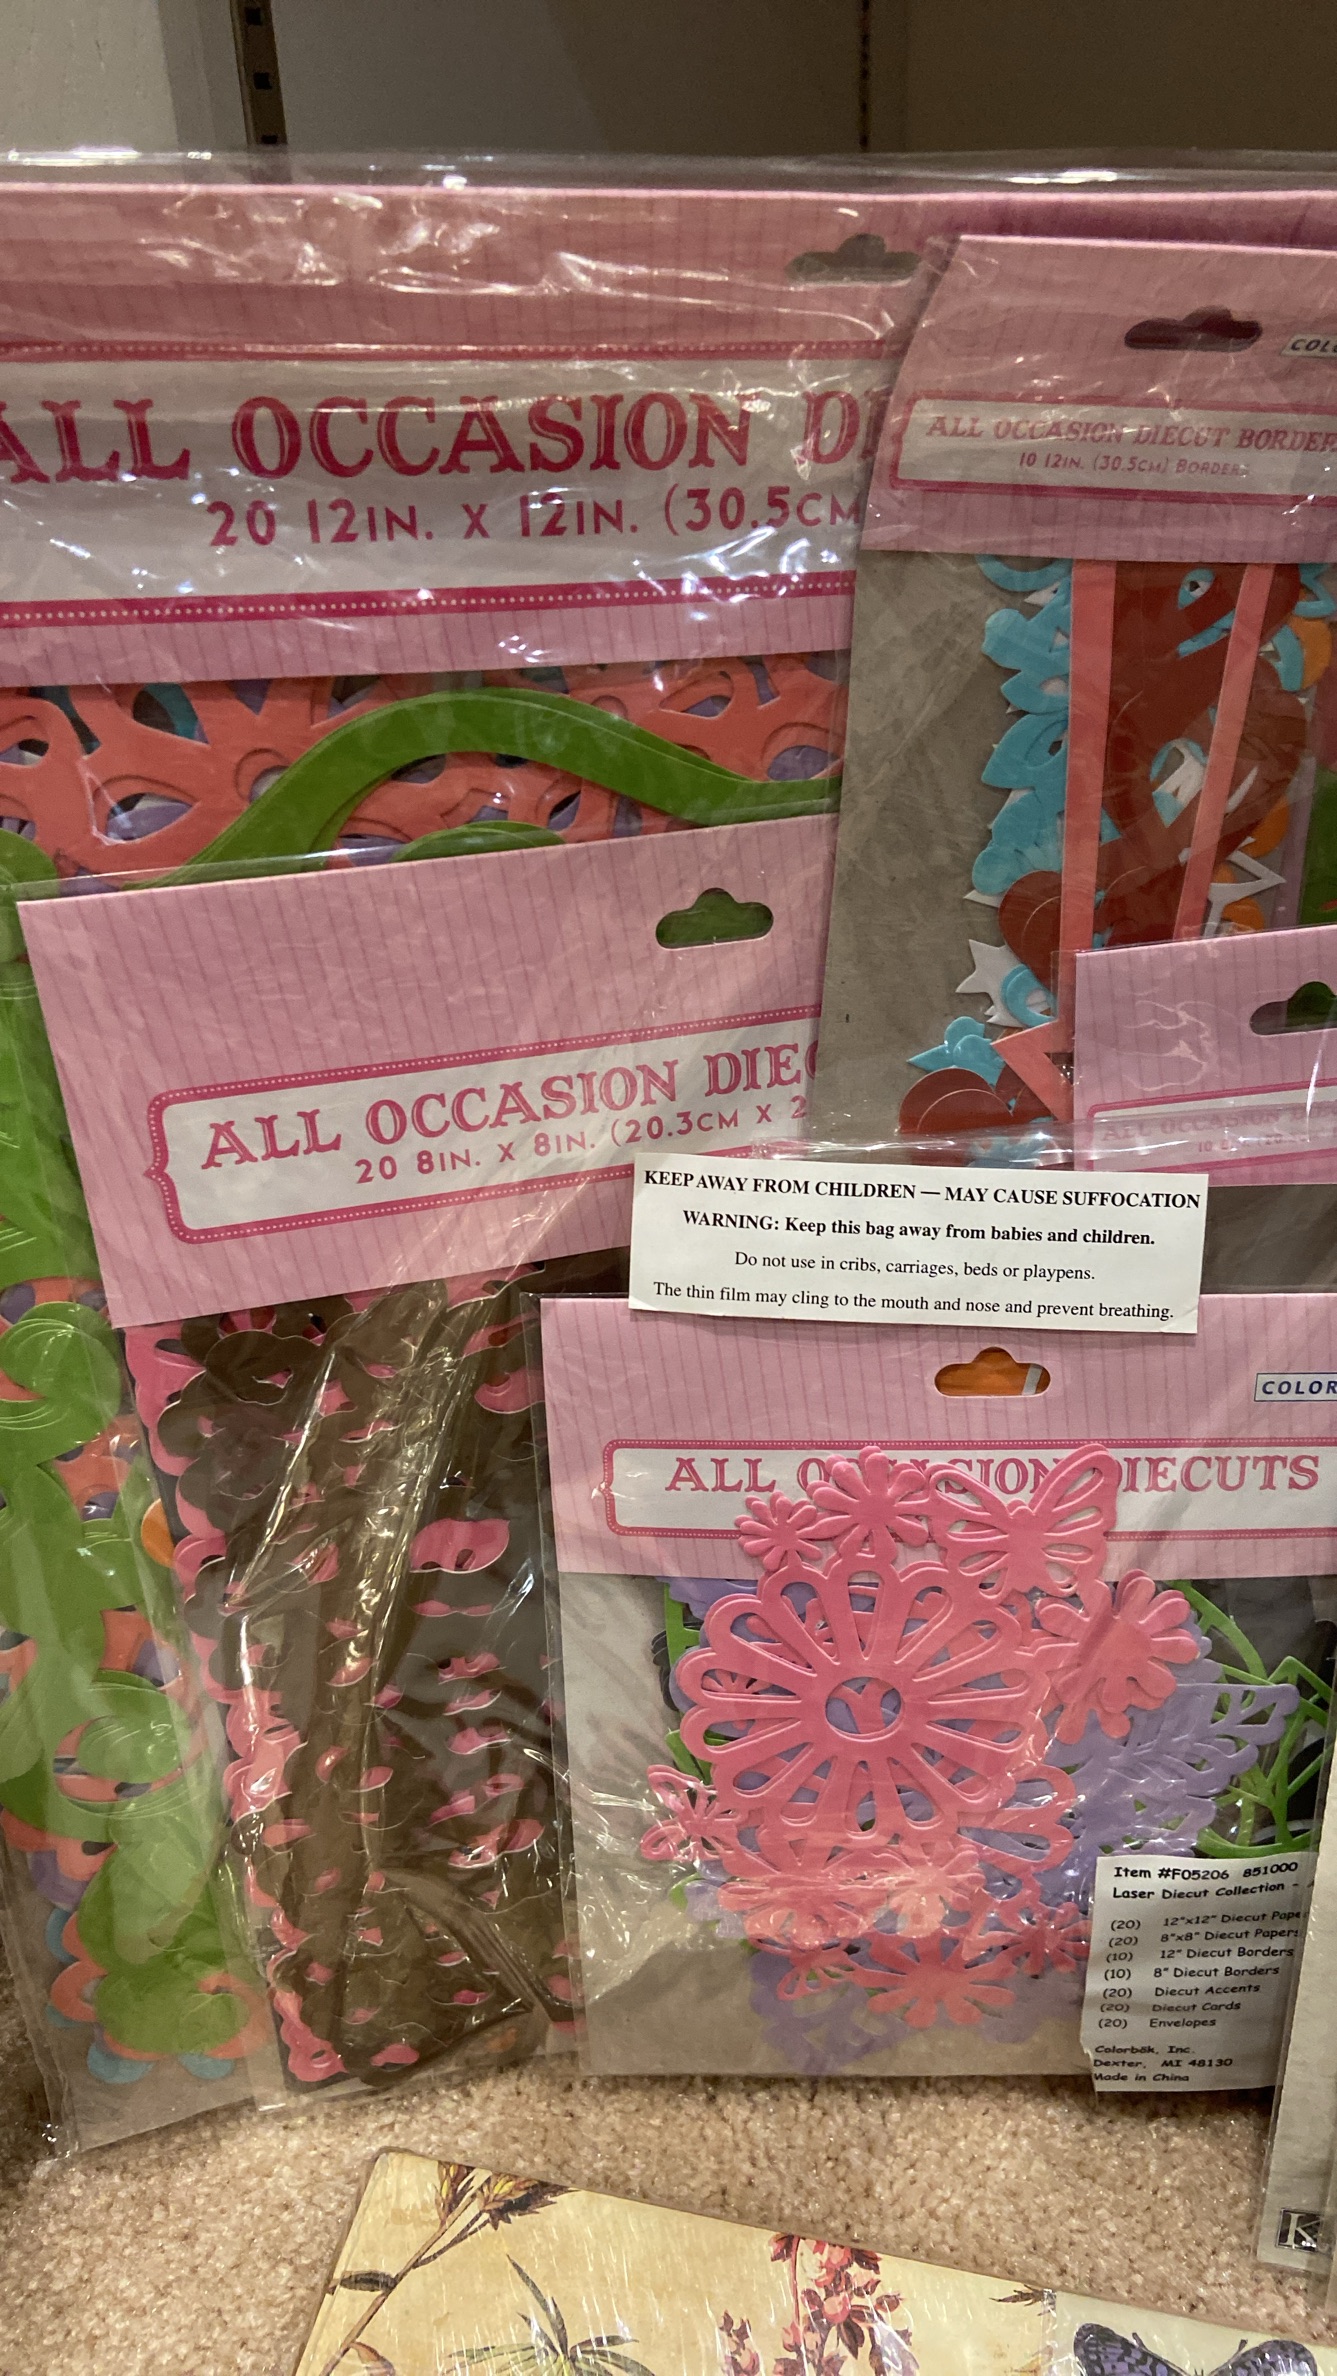 ALL OCCASION
20 12IN. X 12IN. (30.5CM
COL
ALL OCCASION DIECUT BORDER
10 12IN. (30.5CM) BORDERS
ALL OCCASION DIEC
20 8IN. X 8IN. (20.3CM X 2
ALL OCCASION
KEEP AWAY FROM CHILDREN — MAY CAUSE SUFFOCATION
WARNING: Keep this bag away from babies and children.
Do not use in cribs, carriages, beds or playpens.
The thin film may cling to the mouth and nose and prevent breathing.
COLOR
ALL OCCASION DIECUTS
Item #F05206 851000
Laser Diecut Collection -
(20) 12"x12" Diecut Pape
(20) 8"x8" Diecut Papers
(10) 12" Diecut Borders
(10) 8" Diecut Borders
(20) Diecut Accents
(20) Diecut Cards
(20) Envelopes
Colorbök, Inc.
Dexter, MI 48130
Made in China
K